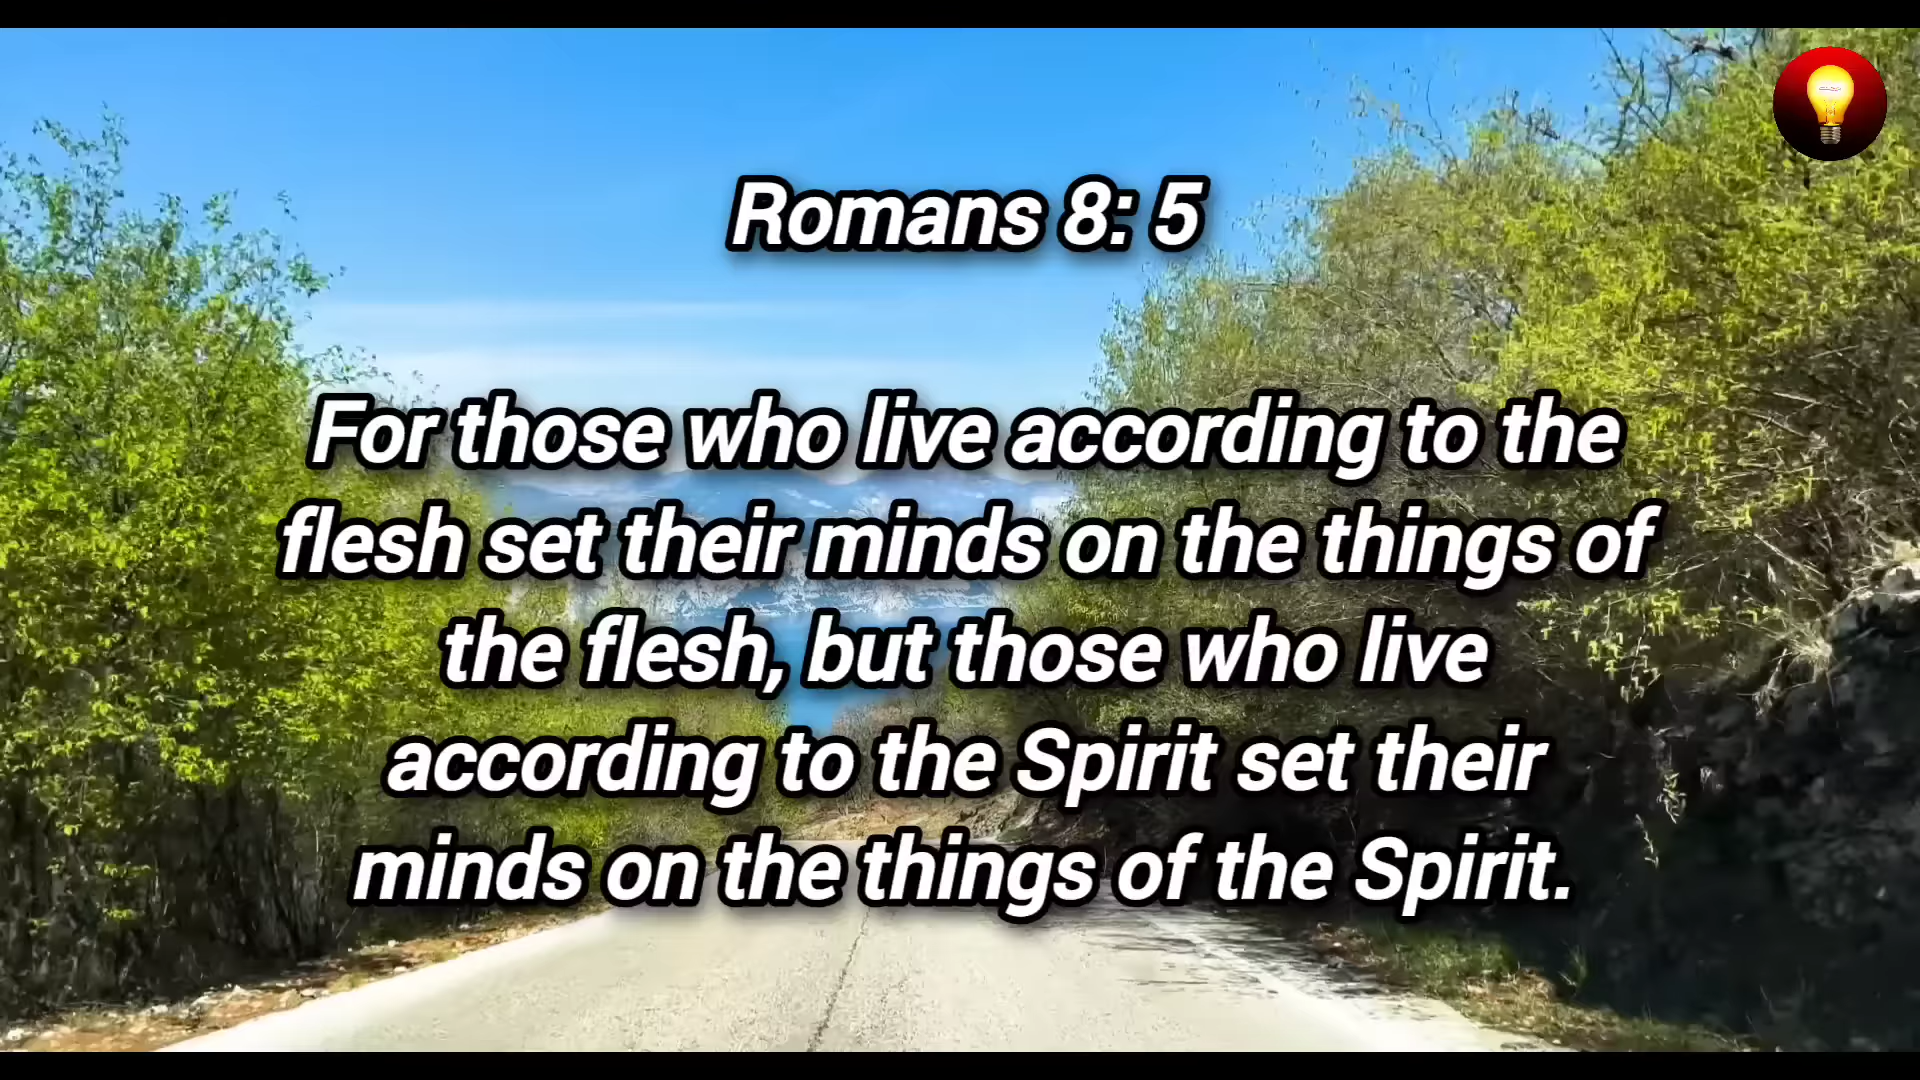 Romans 8: 5
For those who live according to the
flesh set their minds on the things of
the flesh, but those who live
according to the Spirit set their
minds on the things of the Spirit.